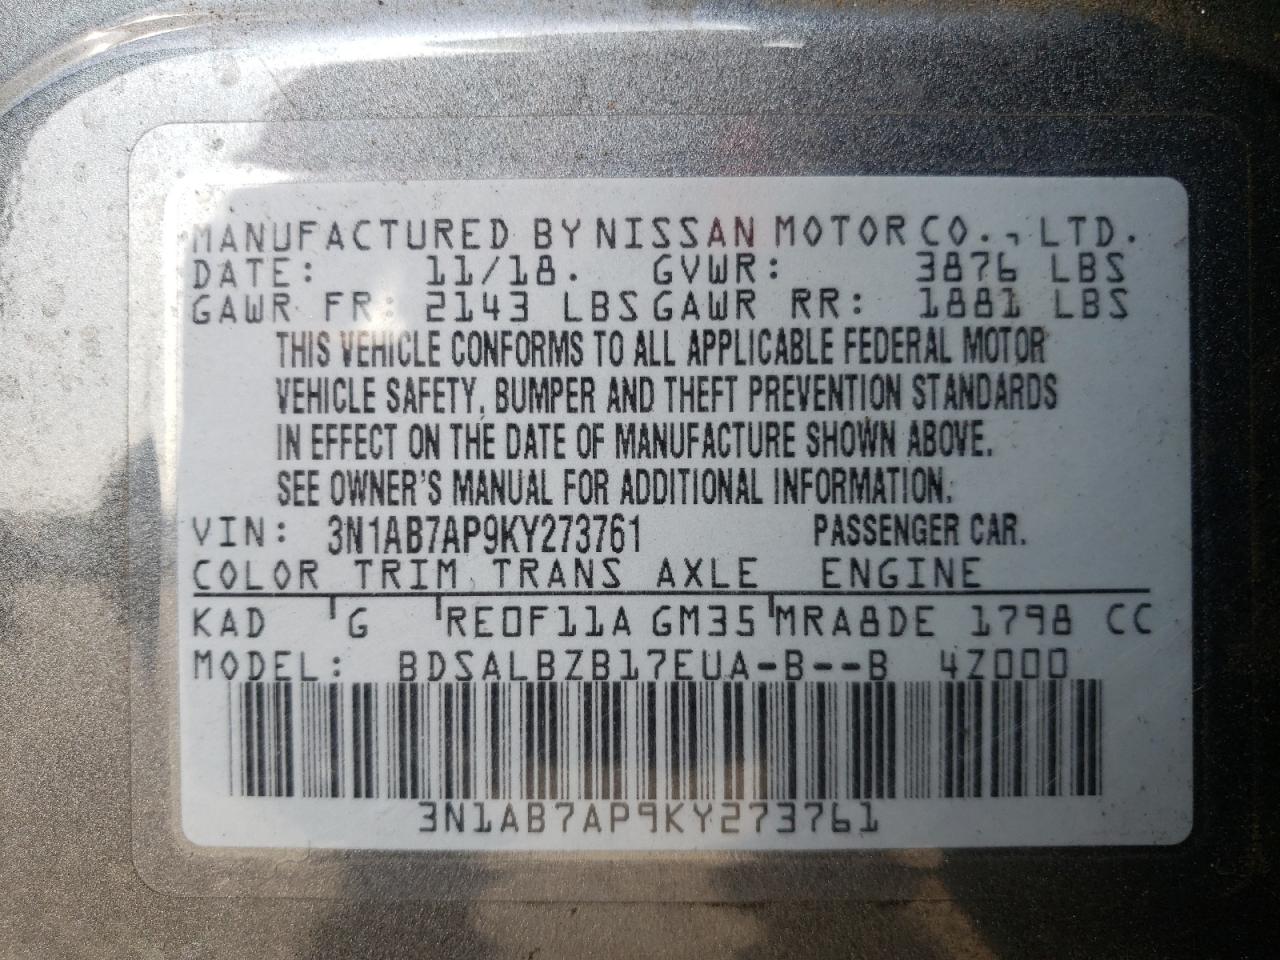 MANUFACTURED BY NISSAN MOTOR CO., LTD.
DATE: 11/18. GVWR: 3876 LBS
GAWR FR: 2143 LBS GAWR RR: 1881 LBS
THIS VEHICLE CONFORMS TO ALL APPLICABLE FEDERAL MOTOR
VEHICLE SAFETY, BUMPER AND THEFT PREVENTION STANDARDS
IN EFFECT ON THE DATE OF MANUFACTURE SHOWN ABOVE.
SEE OWNER'S MANUAL FOR ADDITIONAL INFORMATION.
VIN: 3N1AB7AP9KY273761 PASSENGER CAR.
COLOR TRIM TRANS AXLE ENGINE
KAD G RE0F11A GM35 MRA8DE 1798 CC
MODEL: BDSALBZB17EUA-B--B 4Z000
3N1AB7AP9KY273761